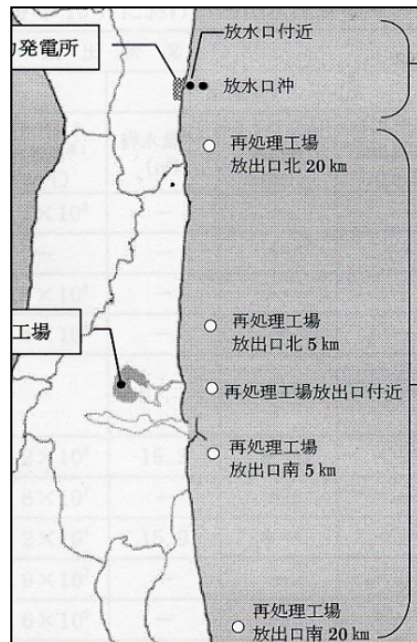 放水口付近
力発電所
放水口沖
再処理工場
放出口北 20 km
再処理工場
放出口北 5 km
工場
再処理工場放出口付近
再処理工場
放出口南 5 km
再処理工場
放出口南 20 km